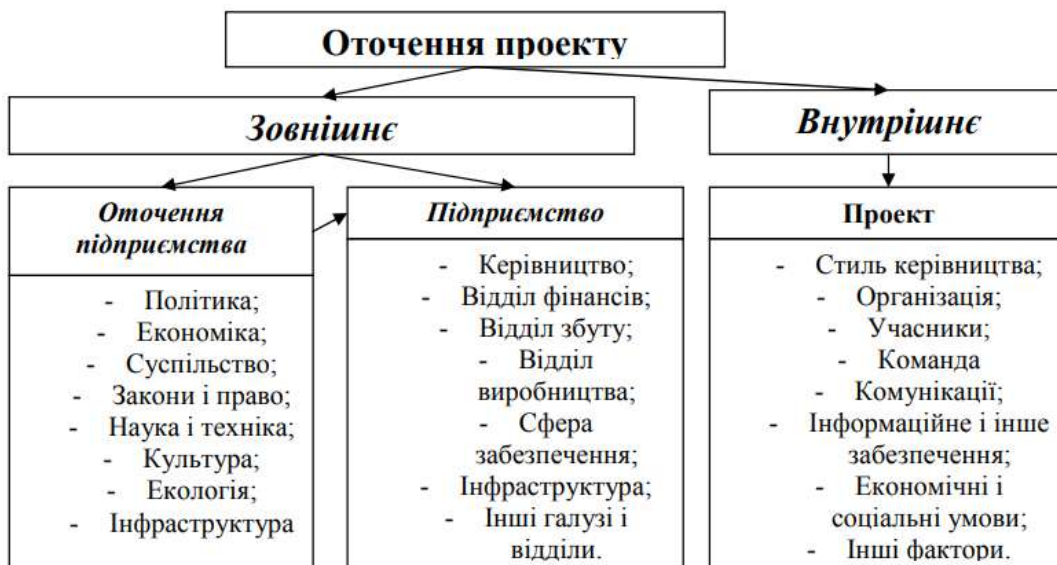 Оточення проекту
Зовнішнє
Внутрішнє
Оточення
підприємства
- Політика;
- Економіка;
- Суспільство;
- Закони і право;
- Наука і техніка;
- Культура;
- Екологія;
- Інфраструктура
Підприємство
- Керівництво;
- Відділ фінансів;
- Відділ збуту;
- Відділ
виробництва;
- Сфера
забезпечення;
- Інфраструктура;
- Інші галузі і
відділи.
Проект
- Стиль керівництва;
- Організація;
- Учасники;
- Команда
- Комунікації;
- Інформаційне і інше
забезпечення;
- Економічні і
соціальні умови;
- Інші фактори.